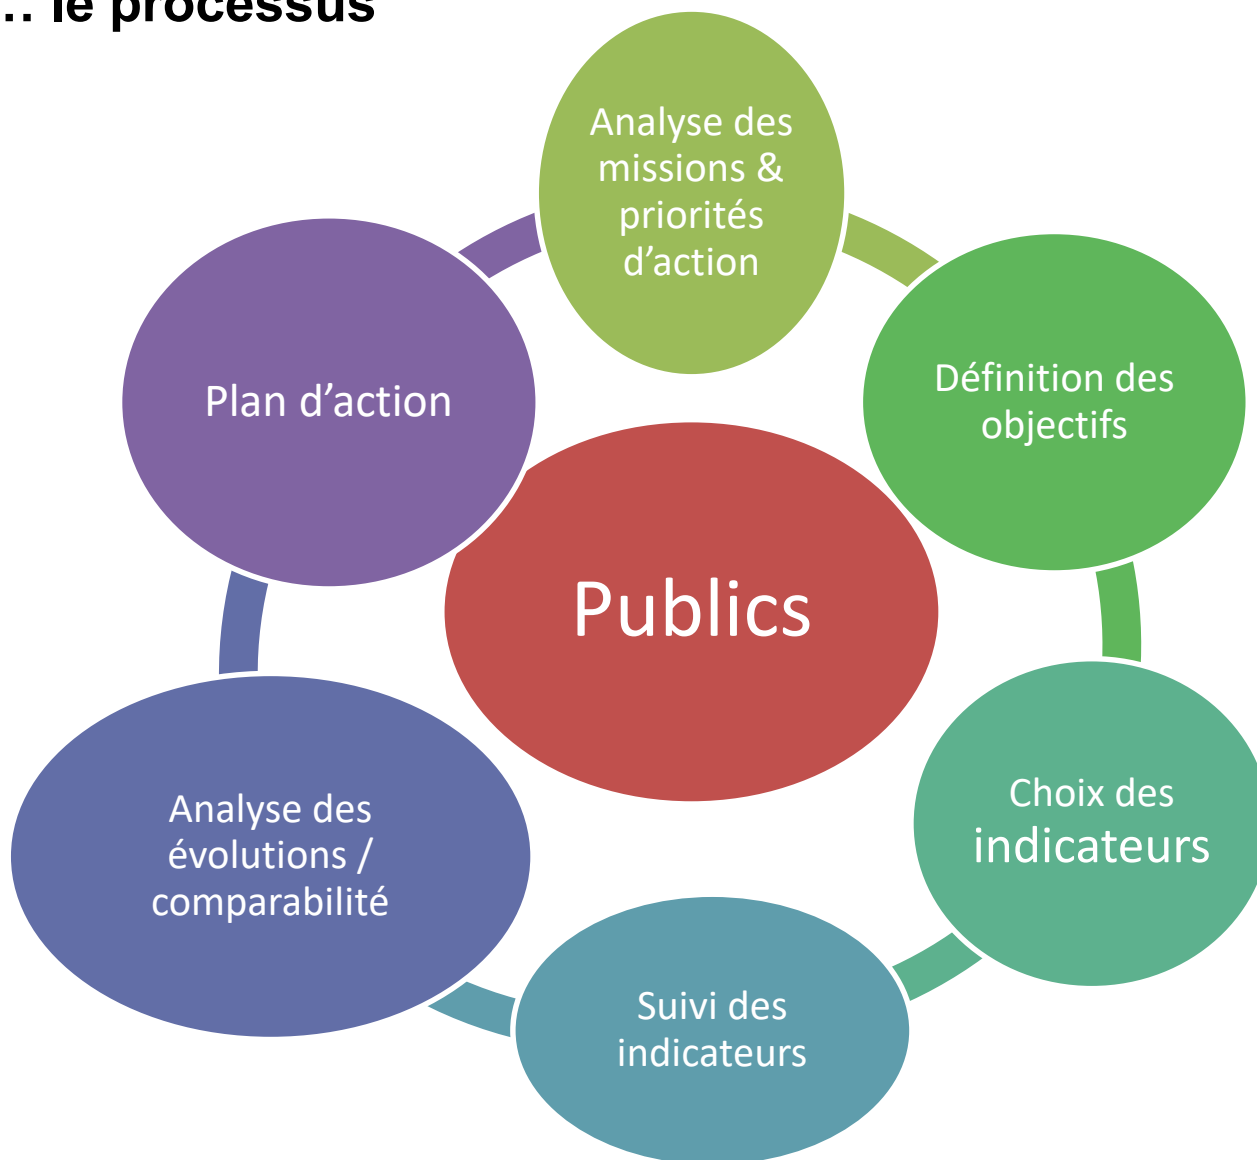 … le processus
Analyse des
missions &
priorités
d’action
Définition des
objectifs
Choix des
indicateurs
Suivi des
indicateurs
Analyse des
évolutions /
comparabilité
Plan d’action
Publics